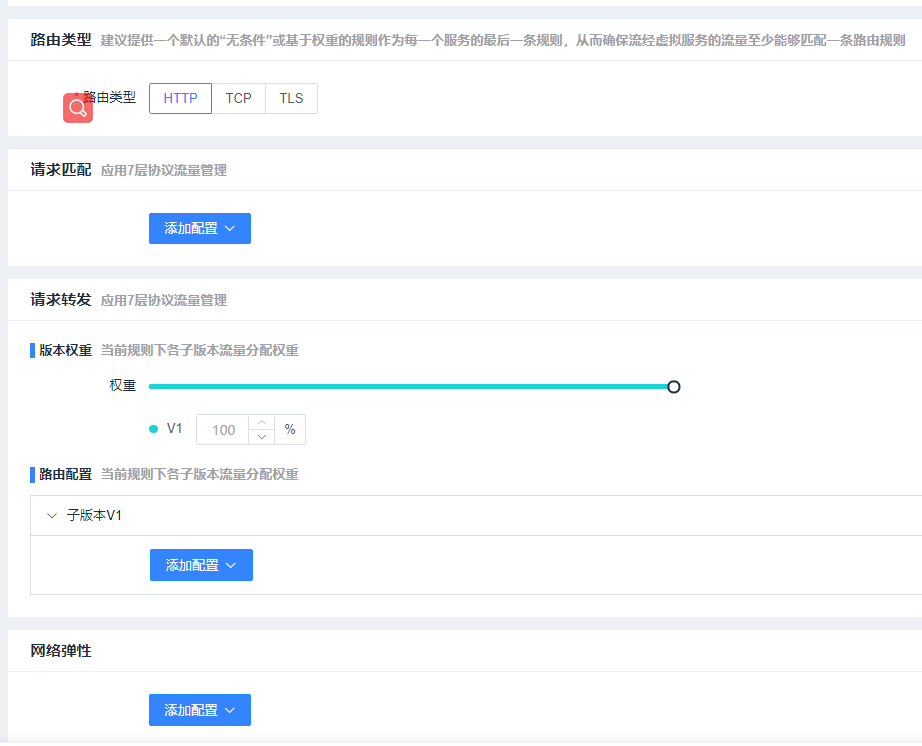 路由类型 建议提供一个默认的“无条件”或基于权重的规则作为每一个服务的最后一条规则，从而确保流经虚拟服务的流量至少能够匹配一条路由规则
* 路由类型 HTTP TCP TLS
请求匹配 应用7层协议流量管理
添加配置
请求转发 应用7层协议流量管理
版本权重 当前规则下各子版本流量分配权重
权重
V1 100 %
路由配置 当前规则下各子版本流量分配权重
子版本V1
添加配置
网络弹性
添加配置